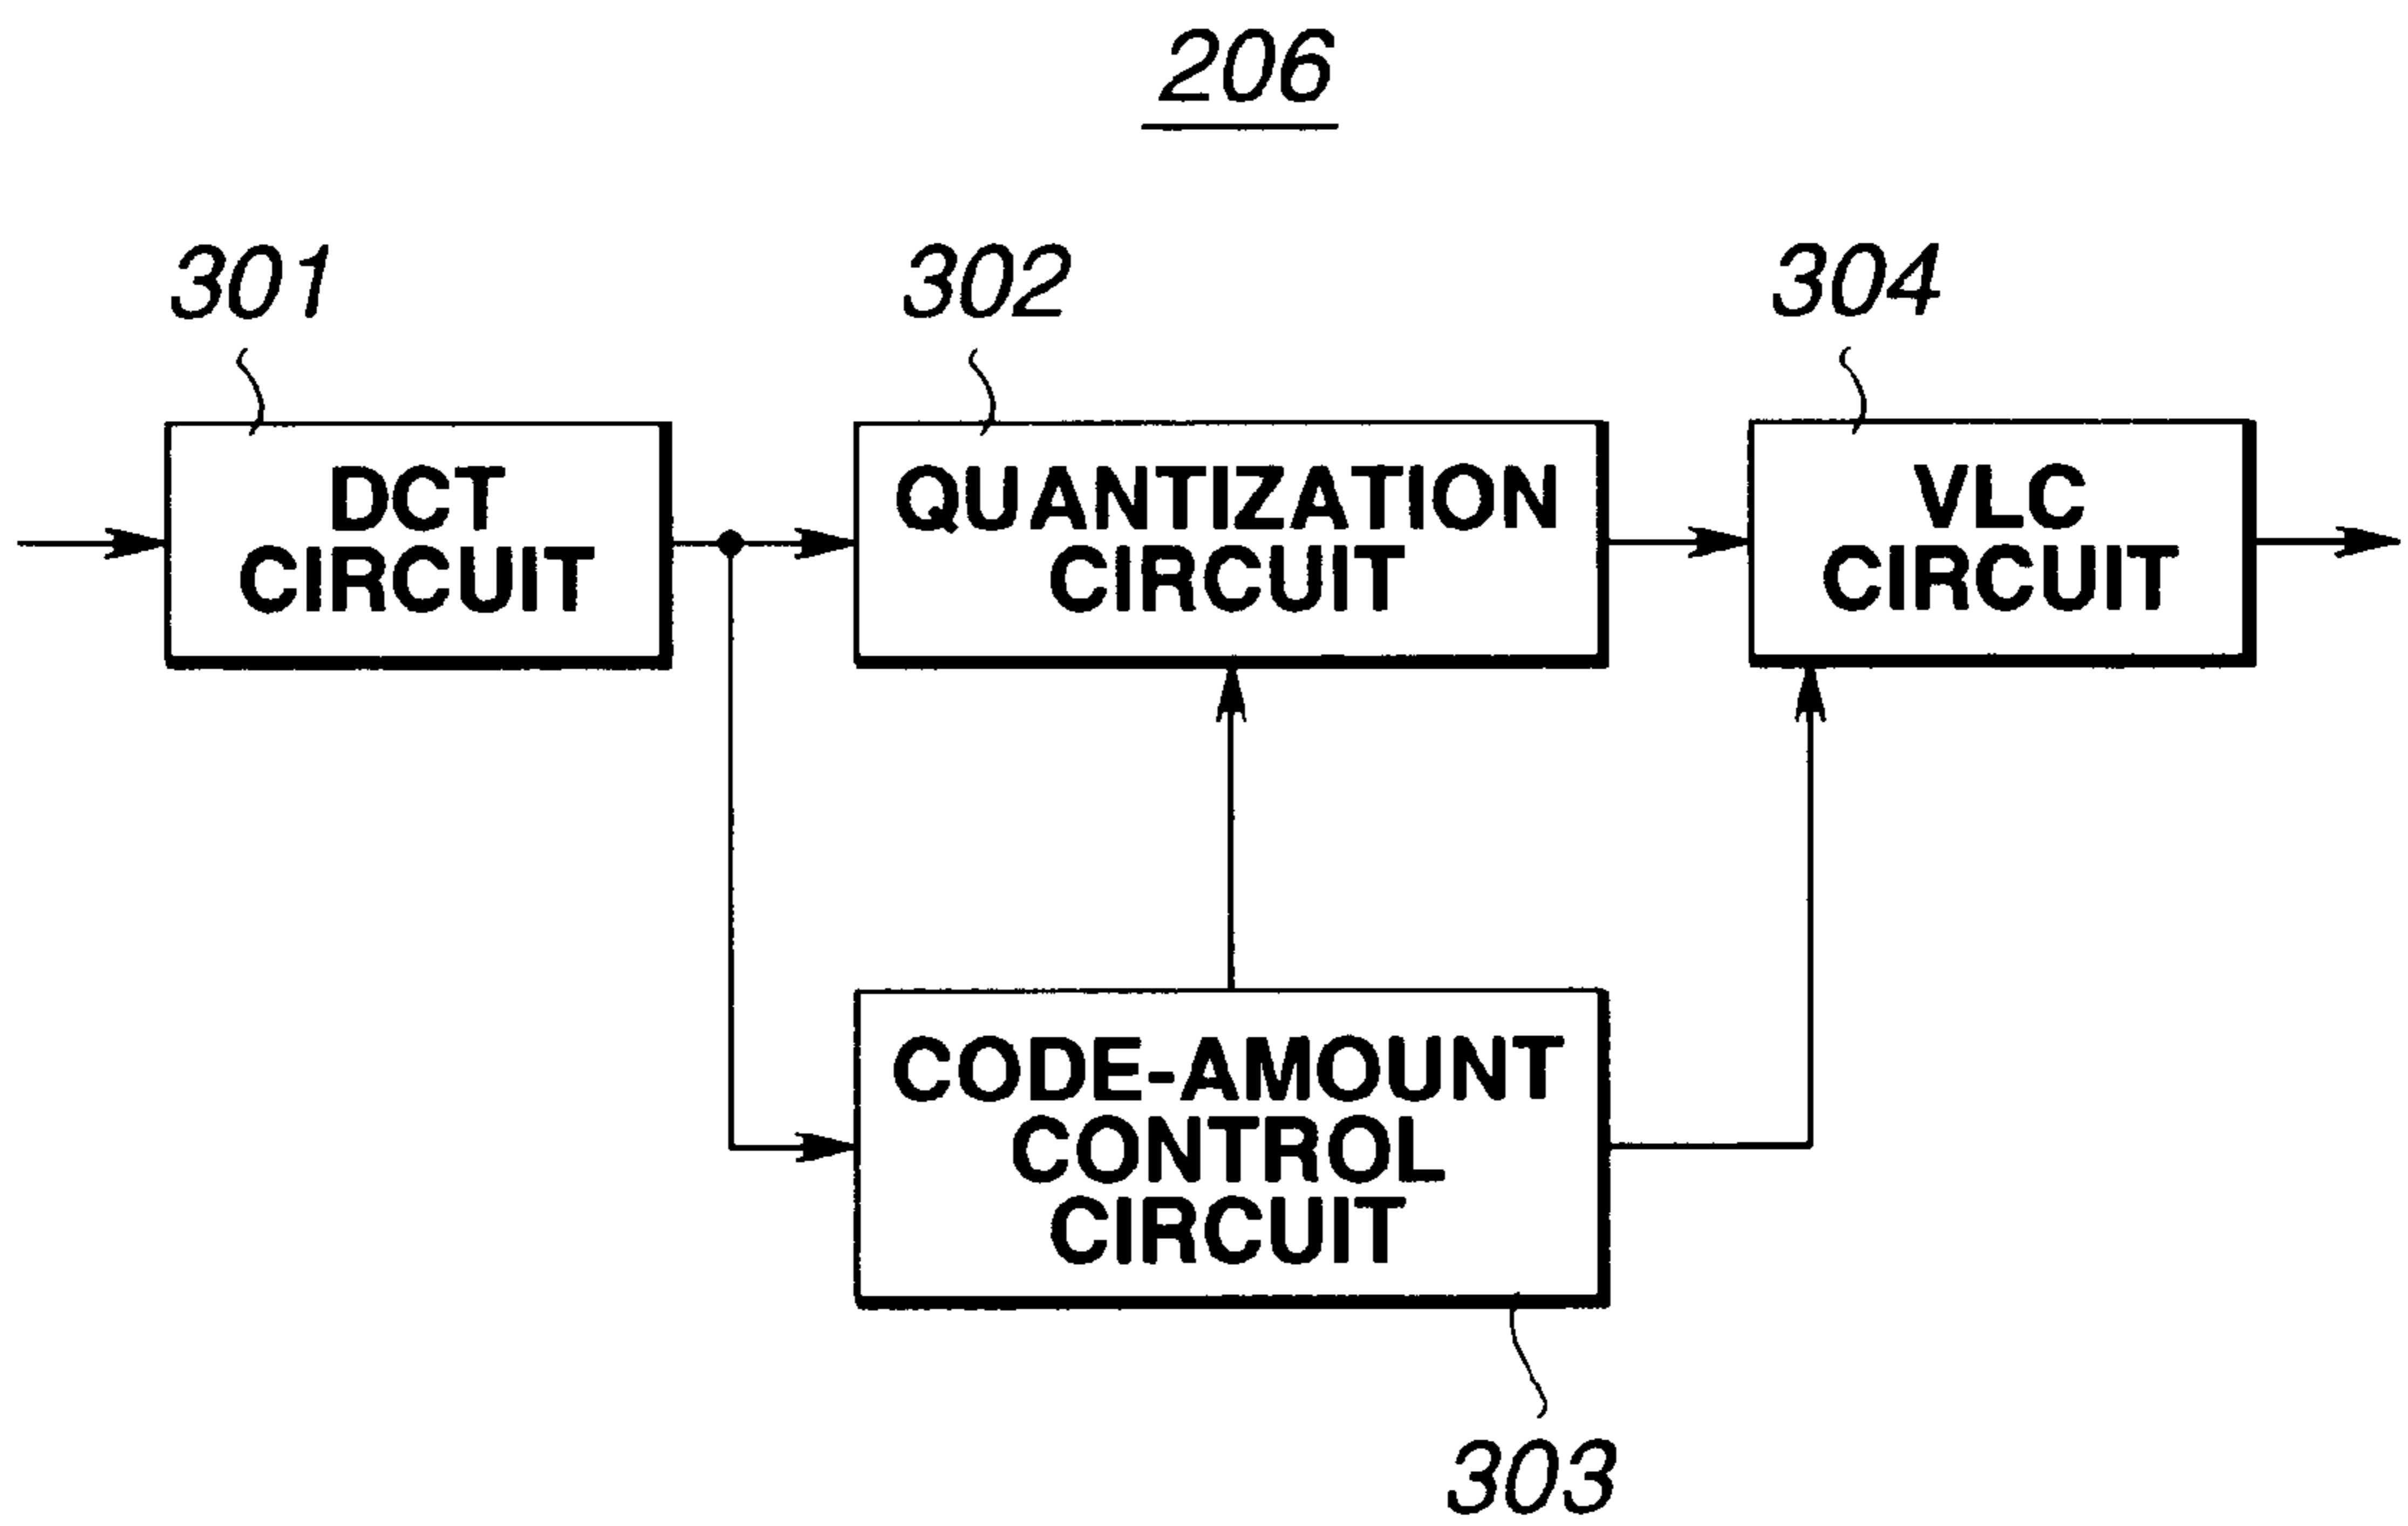 206
301
302
304
DCT
CIRCUIT
QUANTIZATION
CIRCUIT
VLC
CIRCUIT
CODE-AMOUNT
CONTROL
CIRCUIT
303